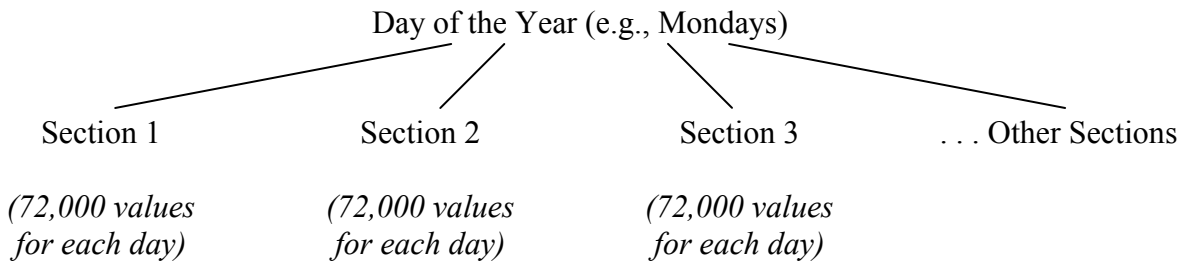 Day of the Year (e.g., Mondays)
Section 1 Section 2 Section 3 . . . Other Sections
(72,000 values (72,000 values (72,000 values
for each day) for each day) for each day)